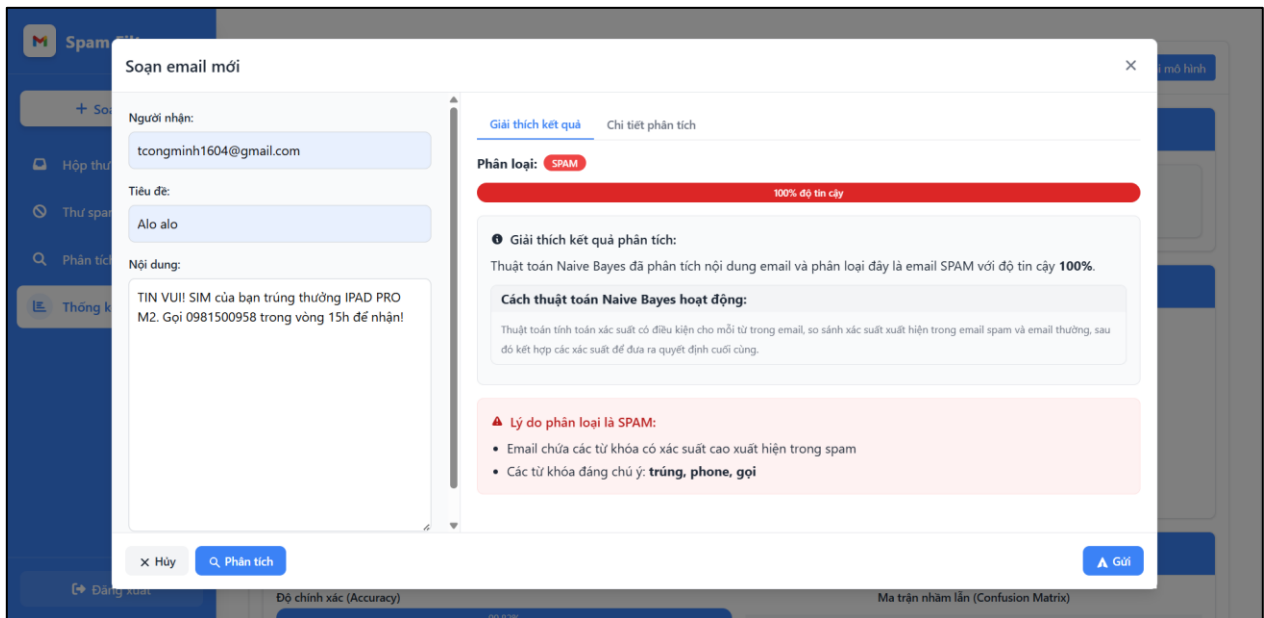 Spam
Soạn email mới
mô hình
+ So
Người nhận:
tcongminh1604@gmail.com
Tiêu đề:
Alo alo
Nội dung:
TIN VUI! SIM của bạn trúng thưởng IPAD PRO
M2. Gọi 0981500958 trong vòng 15h để nhận!
Hộp thư
Thư spam
Phân tích
Thống k
Giải thích kết quả
Chi tiết phân tích
Phân loại: SPAM
100% độ tin cậy
Giải thích kết quả phân tích:
Thuật toán Naive Bayes đã phân tích nội dung email và phân loại đây là email SPAM với độ tin cậy 100%.
Cách thuật toán Naive Bayes hoạt động:
Thuật toán tính toán xác suất có điều kiện cho mỗi từ trong email, so sánh xác suất xuất hiện trong email spam và email thường, sau
đó kết hợp các xác suất để đưa ra quyết định cuối cùng.
Lý do phân loại là SPAM:
• Email chứa các từ khóa có xác suất cao xuất hiện trong spam
• Các từ khóa đáng chú ý: trúng, phone, gọi
Hủy
Phân tích
Gửi
Đăng xuất
Độ chính xác (Accuracy)
Ma trận nhầm lẫn (Confusion Matrix)